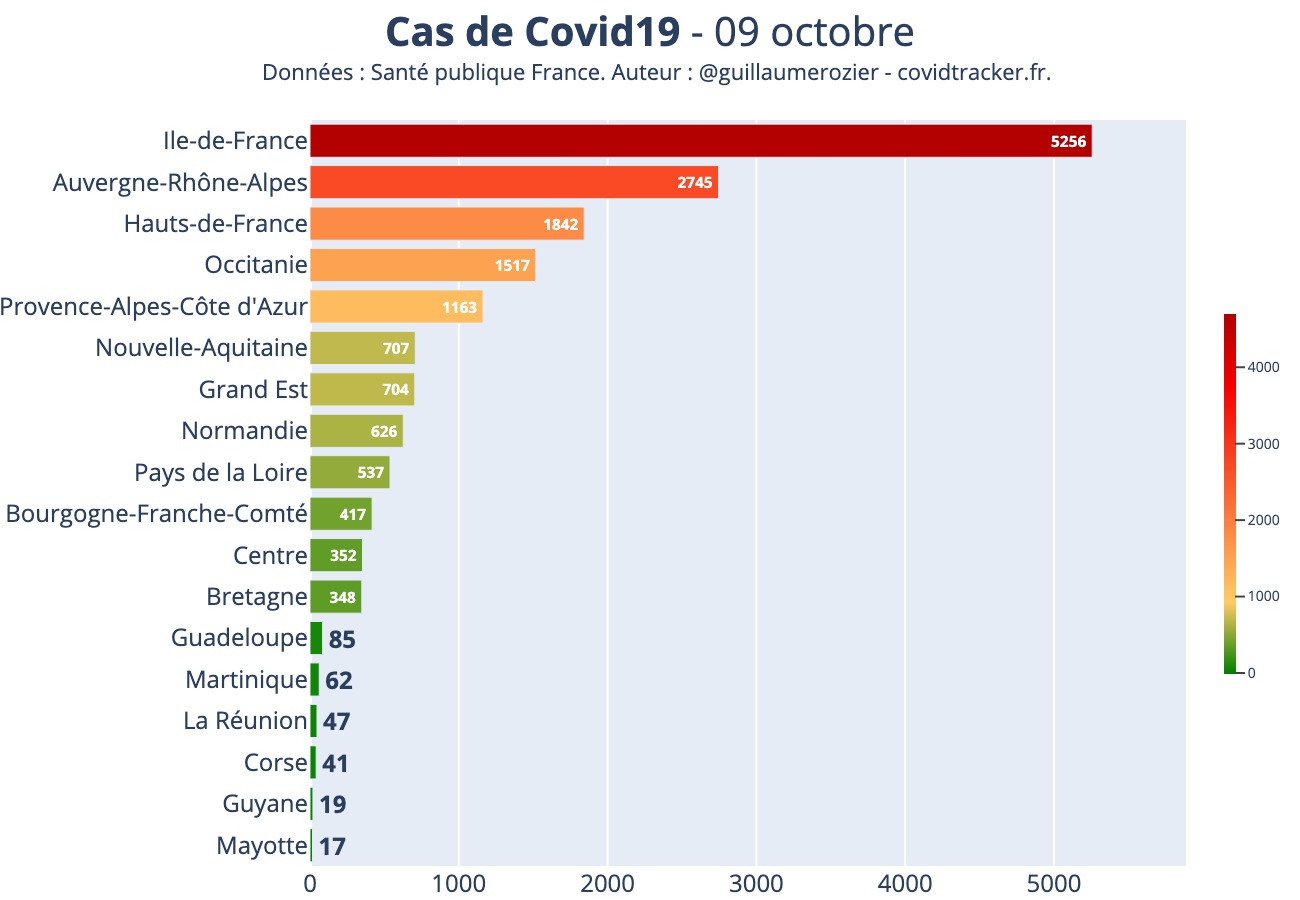 Cas de Covid19 - 09 octobre
Données : Santé publique France. Auteur : @guillaumerozier - covidtracker.fr.
Ile-de-France 5256
Auvergne-Rhône-Alpes 2745
Hauts-de-France 1842
Occitanie 1517
Provence-Alpes-Côte d'Azur 1163
Nouvelle-Aquitaine 707
Grand Est 704
Normandie 626
Pays de la Loire 537
Bourgogne-Franche-Comté 417
Centre 352
Bretagne 348
Guadeloupe 85
Martinique 62
La Réunion 47
Corse 41
Guyane 19
Mayotte 17
0 1000 2000 3000 4000 5000
4000
3000
2000
1000
0